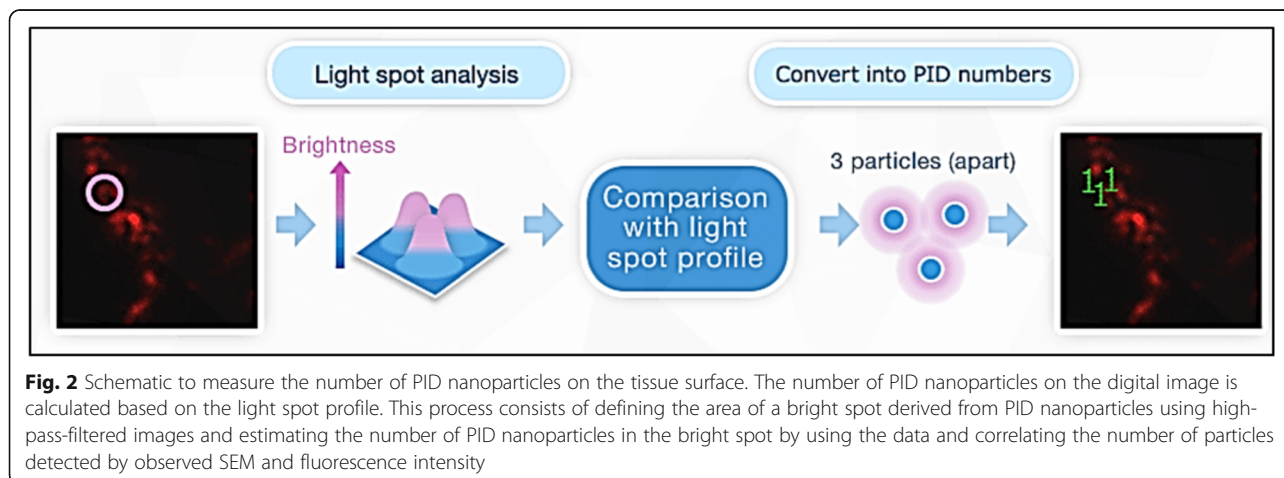 Light spot analysis
Convert into PID numbers
Brightness
Comparison
with light
spot profile
3 particles (apart)
1 1
1
Fig. 2 Schematic to measure the number of PID nanoparticles on the tissue surface. The number of PID nanoparticles on the digital image is
calculated based on the light spot profile. This process consists of defining the area of a bright spot derived from PID nanoparticles using high-
pass-filtered images and estimating the number of PID nanoparticles in the bright spot by using the data and correlating the number of particles
detected by observed SEM and fluorescence intensity